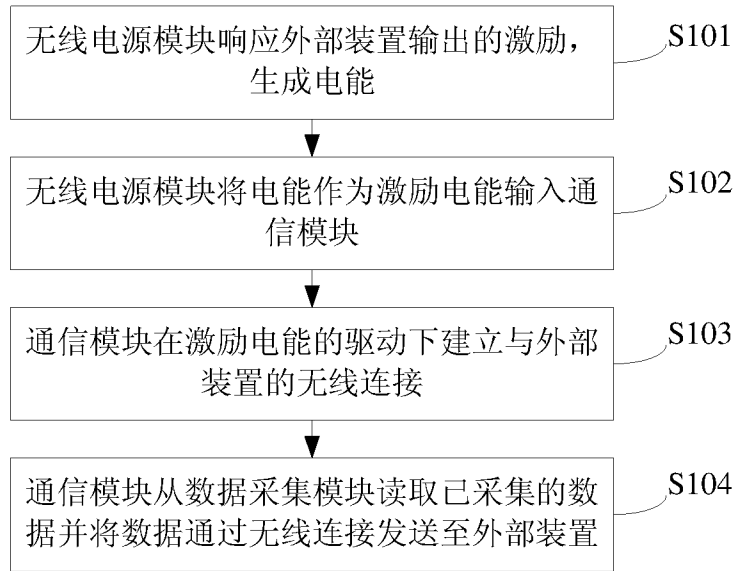 无线电源模块响应外部装置输出的激励，
生成电能
S101
无线电源模块将电能作为激励电能输入通
信模块
S102
通信模块在激励电能的驱动下建立与外部
装置的无线连接
S103
通信模块从数据采集模块读取已采集的数
据并将数据通过无线连接发送至外部装置
S104